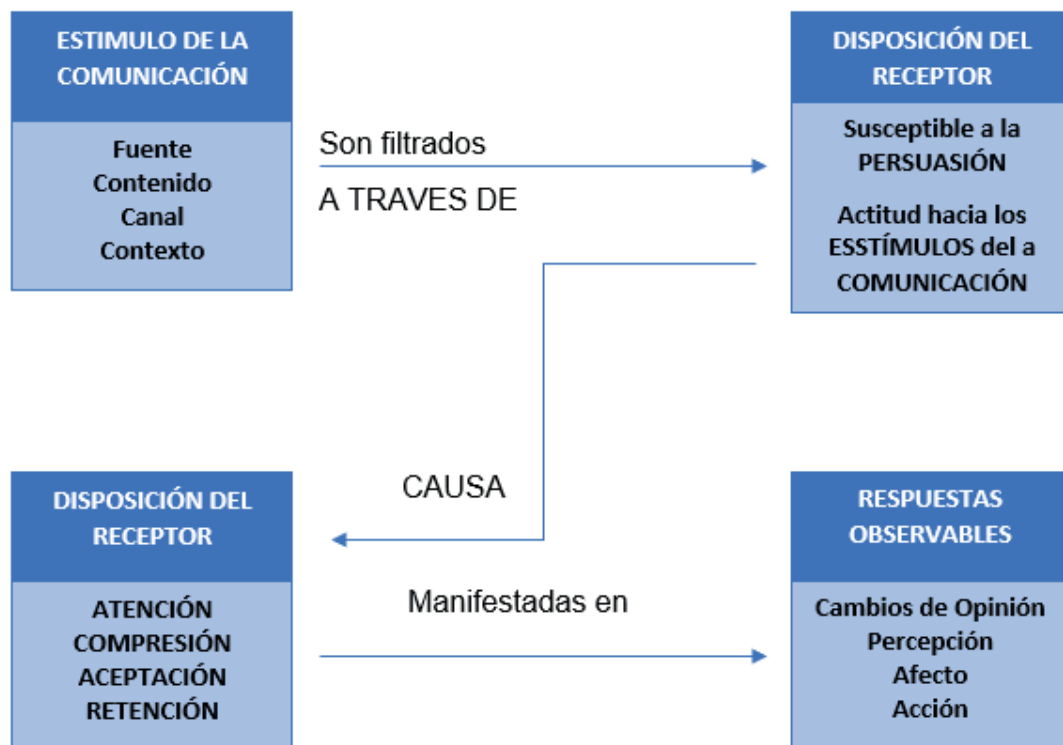 ESTIMULO DE LA
COMUNICACIÓN
Fuente
Contenido
Canal
Contexto
Son filtrados
A TRAVES DE
DISPOSICIÓN DEL
RECEPTOR
Susceptible a la
PERSUASIÓN
Actitud hacia los
ESSTÍMULOS del a
COMUNICACIÓN
CAUSA
DISPOSICIÓN DEL
RECEPTOR
ATENCIÓN
COMPRESIÓN
ACEPTACIÓN
RETENCIÓN
Manifestadas en
RESPUESTAS
OBSERVABLES
Cambios de Opinión
Percepción
Afecto
Acción